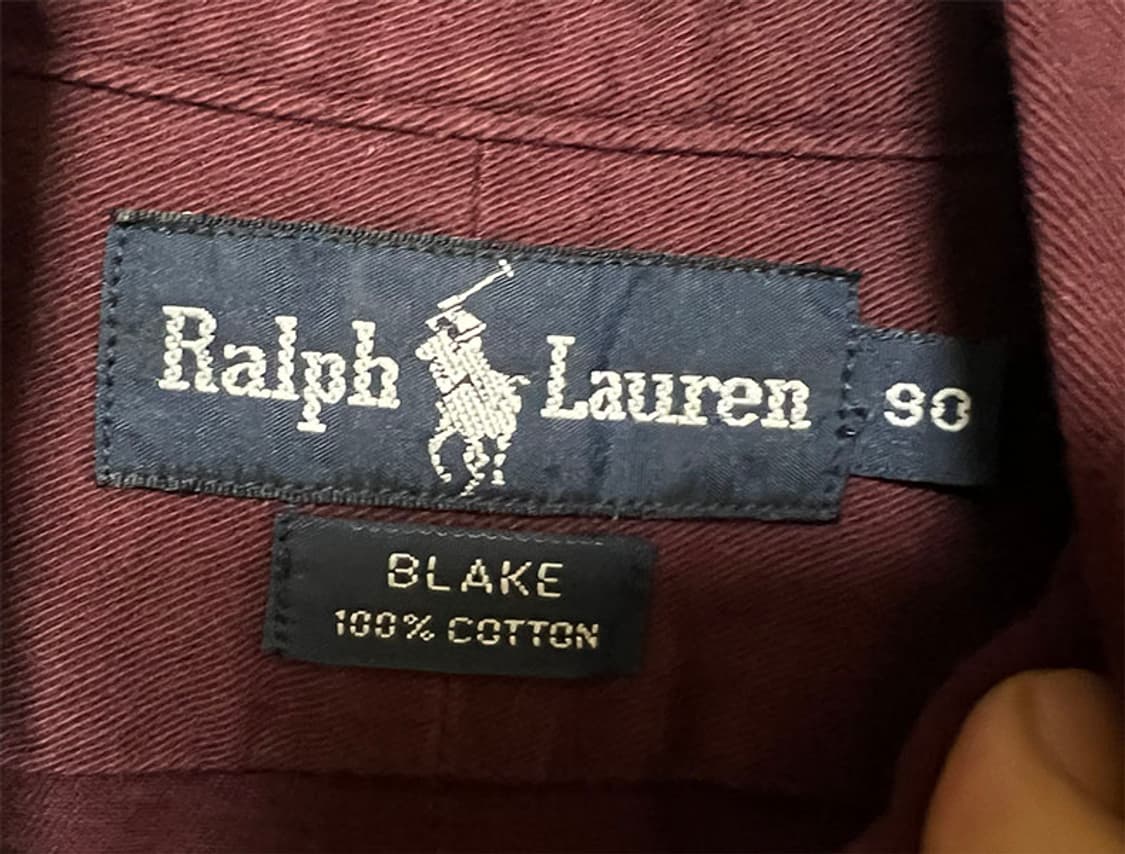 Ralph Lauren
90
BLAKE
100% COTTON